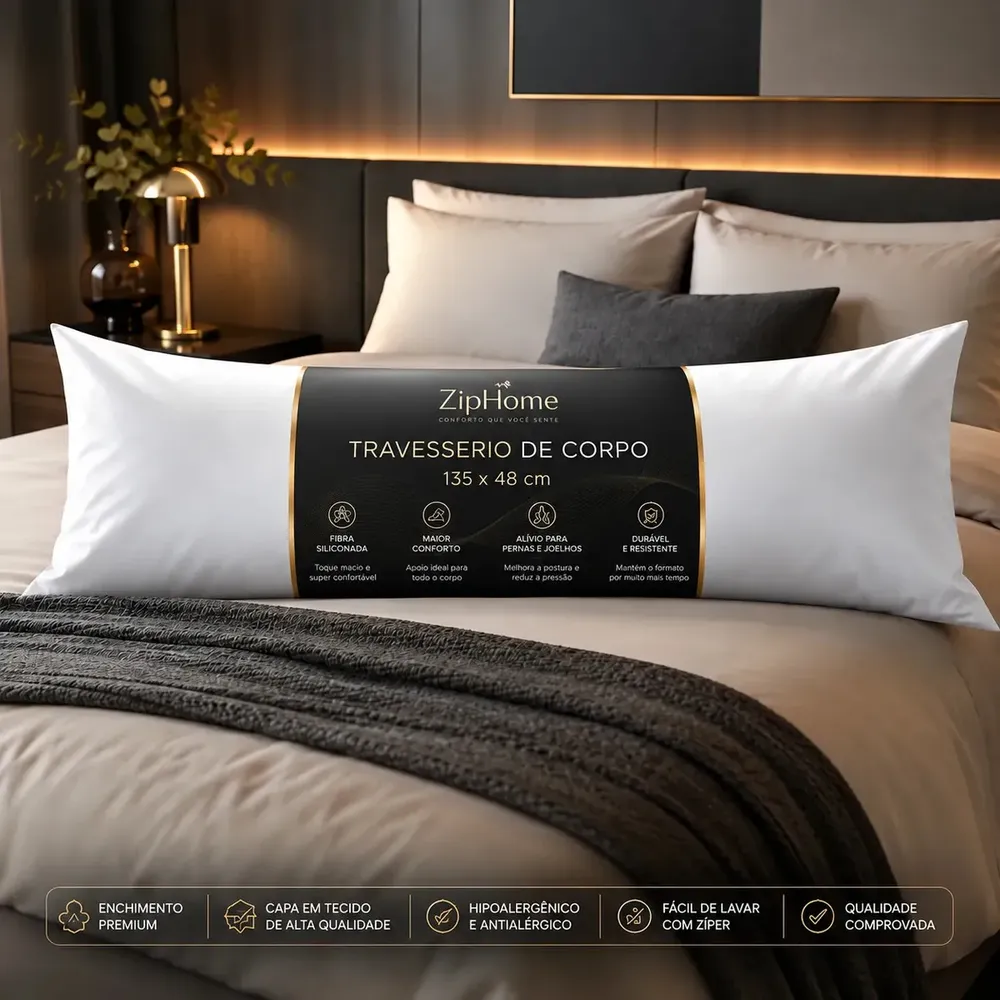 ZipHome
CONFORTO QUE VOCÊ SENTE
TRAVESSERIO DE CORPO
135 x 48 cm
FIBRA
SILICONADA
Toque macio e
super confortável
MAIOR
CONFORTO
Apoio ideal para
todo o corpo
ALÍVIO PARA
PERNAS E JOELHOS
Melhora a postura e
reduz a pressão
DURÁVEL
E RESISTENTE
Mantém o formato
por muito mais tempo
ENCHIMENTO
PREMIUM
CAPA EM TECIDO
DE ALTA QUALIDADE
HIPOALERGÊNICO
E ANTIALÉRGICO
FÁCIL DE LAVAR
COM ZÍPER
QUALIDADE
COMPROVADA